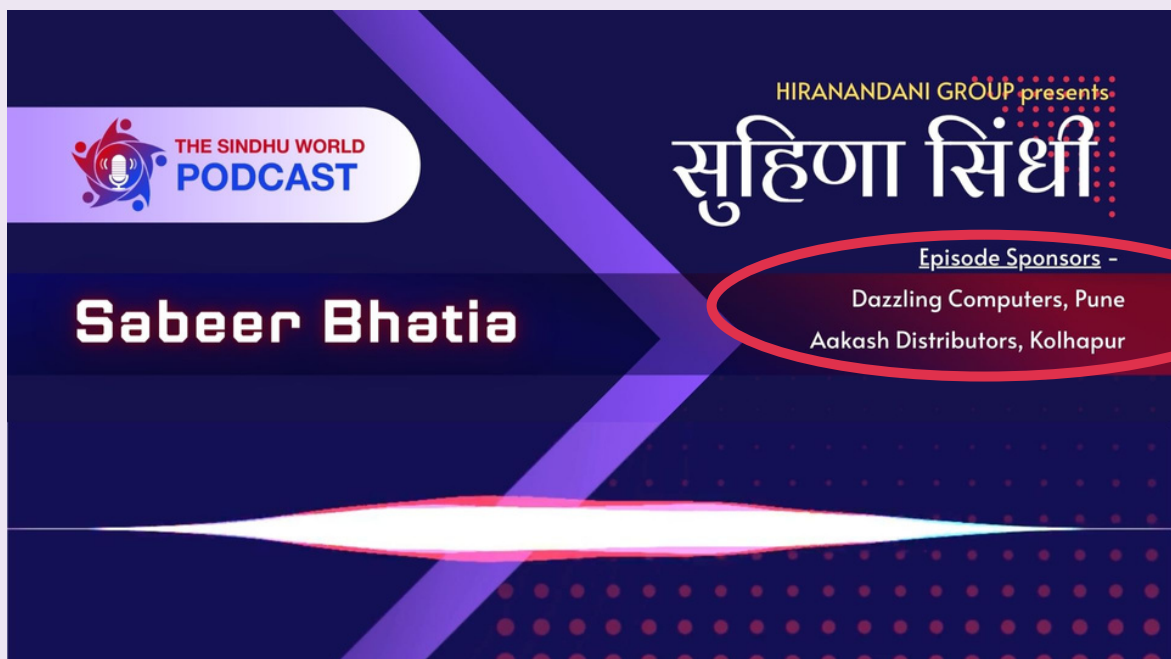 THE SINDHU WORLD
PODCAST
HIRANANDANI GROUP presents
सुहिणा सिंधी
Episode Sponsors -
Dazzling Computers, Pune
Aakash Distributors, Kolhapur
Sabeer Bhatia